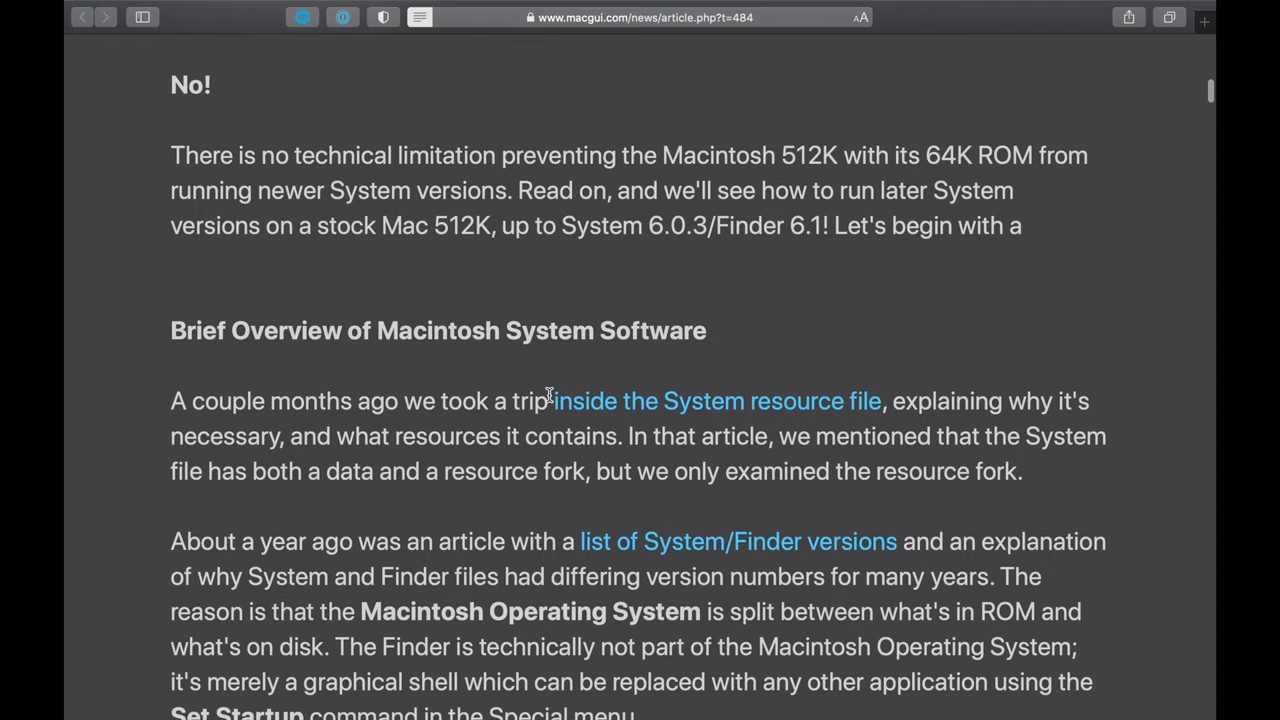 www.macgui.com/news/article.php?t=484
AA
No!
There is no technical limitation preventing the Macintosh 512K with its 64K ROM from
running newer System versions. Read on, and we'll see how to run later System
versions on a stock Mac 512K, up to System 6.0.3/Finder 6.1! Let's begin with a
Brief Overview of Macintosh System Software
A couple months ago we took a trip inside the System resource file, explaining why it's
necessary, and what resources it contains. In that article, we mentioned that the System
file has both a data and a resource fork, but we only examined the resource fork.
About a year ago was an article with a list of System/Finder versions and an explanation
of why System and Finder files had differing version numbers for many years. The
reason is that the Macintosh Operating System is split between what's in ROM and
what's on disk. The Finder is technically not part of the Macintosh Operating System;
it's merely a graphical shell which can be replaced with any other application using the
Set Startup command in the Special menu.